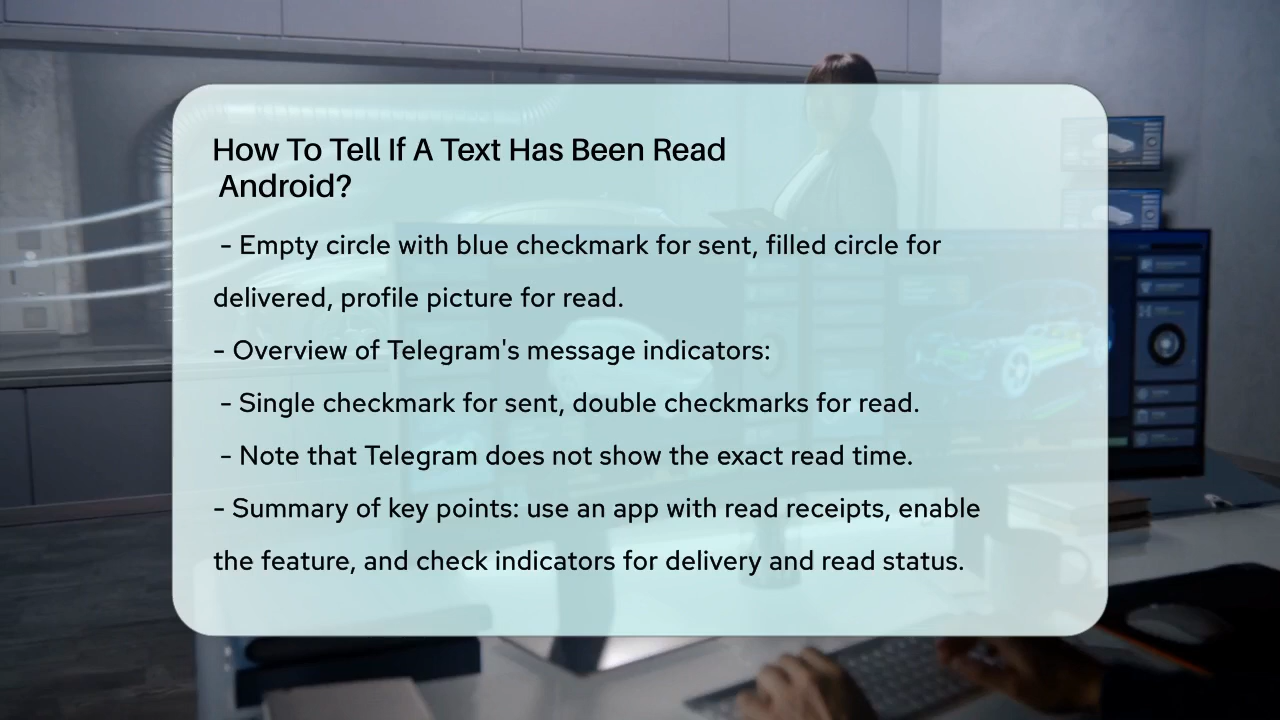 How To Tell If A Text Has Been Read
Android?
– Empty circle with blue checkmark for sent, filled circle for
delivered, profile picture for read.
– Overview of Telegram's message indicators:
– Single checkmark for sent, double checkmarks for read.
– Note that Telegram does not show the exact read time.
– Summary of key points: use an app with read receipts, enable
the feature, and check indicators for delivery and read status.